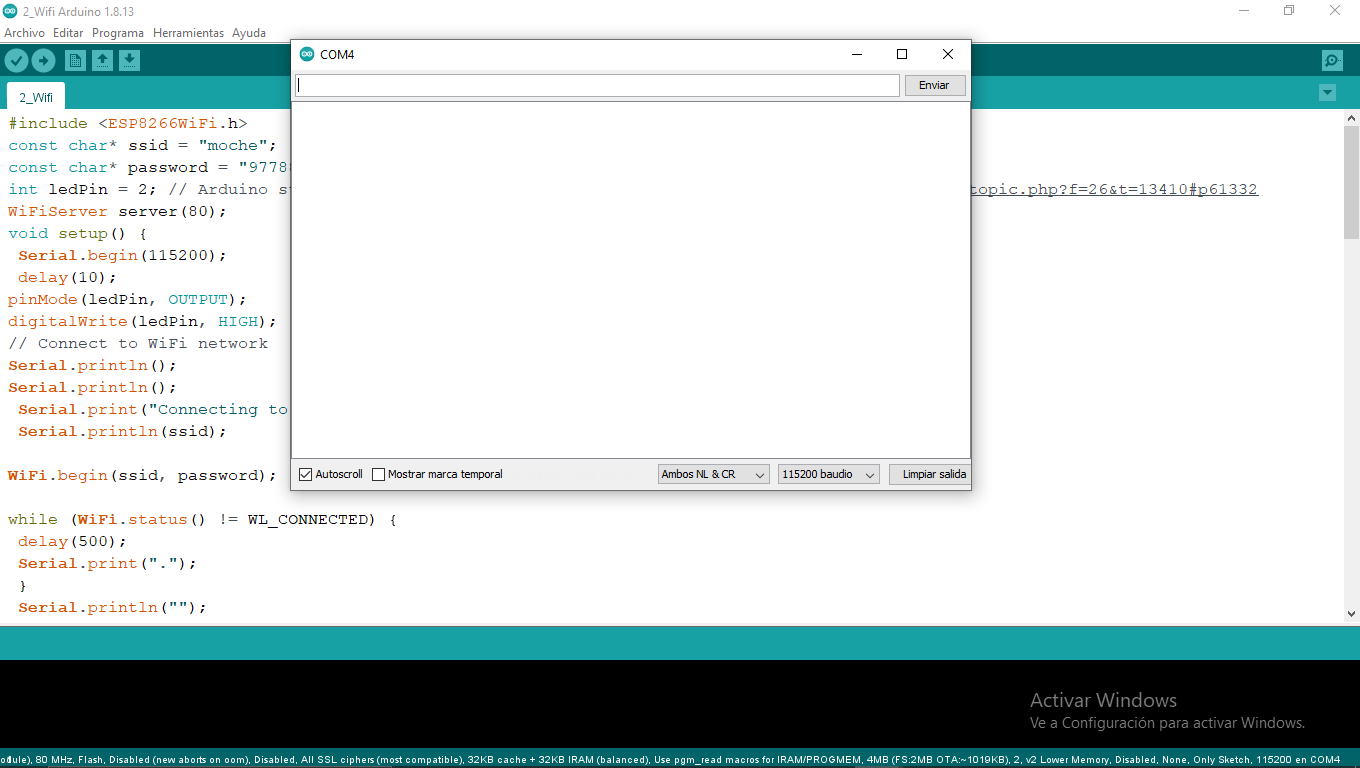 2_Wifi Arduino 1.8.13
Archivo Editar Programa Herramientas Ayuda
COM4
Enviar
2_Wifi
#include <ESP8266WiFi.h>
const char* ssid = "moche";
const char* password = "9778
int ledPin = 2; // Arduino s
topic.php?f=26&t=13410#p61332
WiFiServer server(80);
void setup() {
Serial.begin(115200);
delay(10);
pinMode(ledPin, OUTPUT);
digitalWrite(ledPin, HIGH);
// Connect to WiFi network
Serial.println();
Serial.println();
Serial.print("Connecting to
Serial.println(ssid);
WiFi.begin(ssid, password);
while (WiFi.status() != WL_CONNECTED) {
delay(500);
Serial.print(".");
}
Serial.println("");
Autoscroll Mostrar marca temporal Ambos NL & CR 115200 baudio Limpiar salida
Activar Windows
Ve a Configuración para activar Windows.
odule), 80 MHz, Flash, Disabled (new aborts on oom), Disabled, All SSL ciphers (most compatible), 32KB cache + 32KB IRAM (balanced), Use pgm_read macros for IRAM/PROGMEM, 4MB (FS:2MB OTA:~1019KB), 2, v2 Lower Memory, Disabled, None, Only Sketch, 115200 en COM4